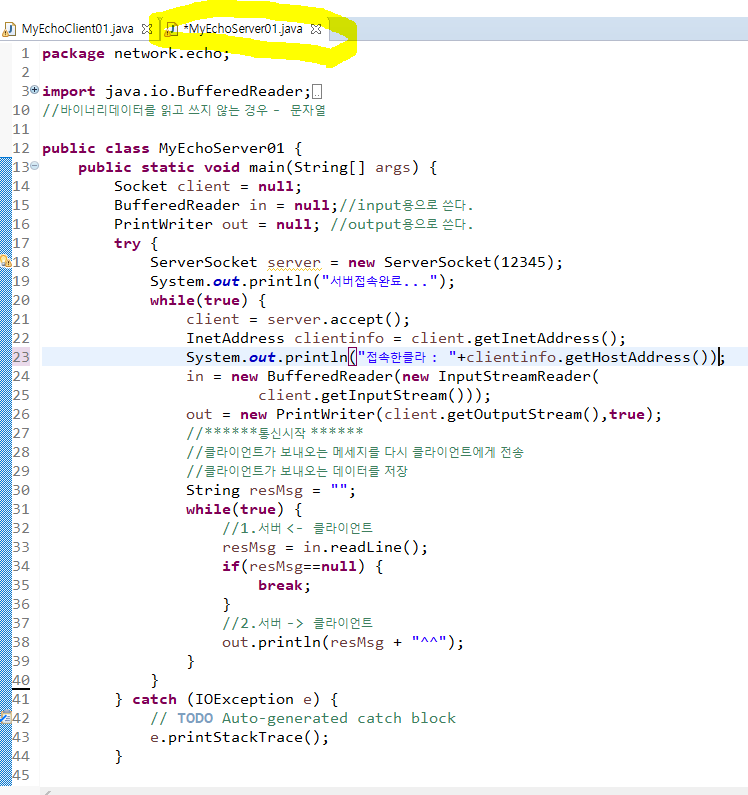 MyEchoClient01.java *MyEchoServer01.java
1 package network.echo;
2
3 import java.io.BufferedReader;
10 //바이너리데이터를 읽고 쓰지 않는 경우 - 문자열
11
12 public class MyEchoServer01 {
13 public static void main(String[] args) {
14 Socket client = null;
15 BufferedReader in = null;//input용으로 쓴다.
16 PrintWriter out = null; //output용으로 쓴다.
17 try {
18 ServerSocket server = new ServerSocket(12345);
19 System.out.println("서버접속완료...");
20 while(true) {
21 client = server.accept();
22 InetAddress clientinfo = client.getInetAddress();
23 System.out.println("접속한클라 : "+clientinfo.getHostAddress());
24 in = new BufferedReader(new InputStreamReader(
25 client.getInputStream()));
26 out = new PrintWriter(client.getOutputStream(),true);
27 //******통신시작 ******
28 //클라이언트가 보내오는 메세지를 다시 클라이언트에게 전송
29 //클라이언트가 보내오는 데이터를 저장
30 String resMsg = "";
31 while(true) {
32 //1.서버 <- 클라이언트
33 resMsg = in.readLine();
34 if(resMsg==null) {
35 break;
36 }
37 //2.서버 -> 클라이언트
38 out.println(resMsg + "^^");
39 }
40 }
41 } catch (IOException e) {
42 // TODO Auto-generated catch block
43 e.printStackTrace();
44 }
45